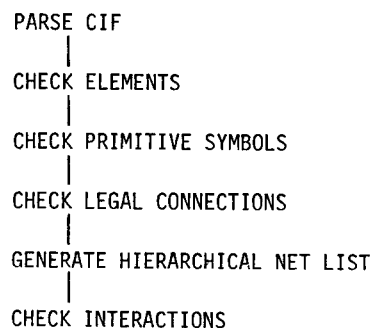 PARSE CIF
CHECK ELEMENTS
CHECK PRIMITIVE SYMBOLS
CHECK LEGAL CONNECTIONS
GENERATE HIERARCHICAL NET LIST
CHECK INTERACTIONS